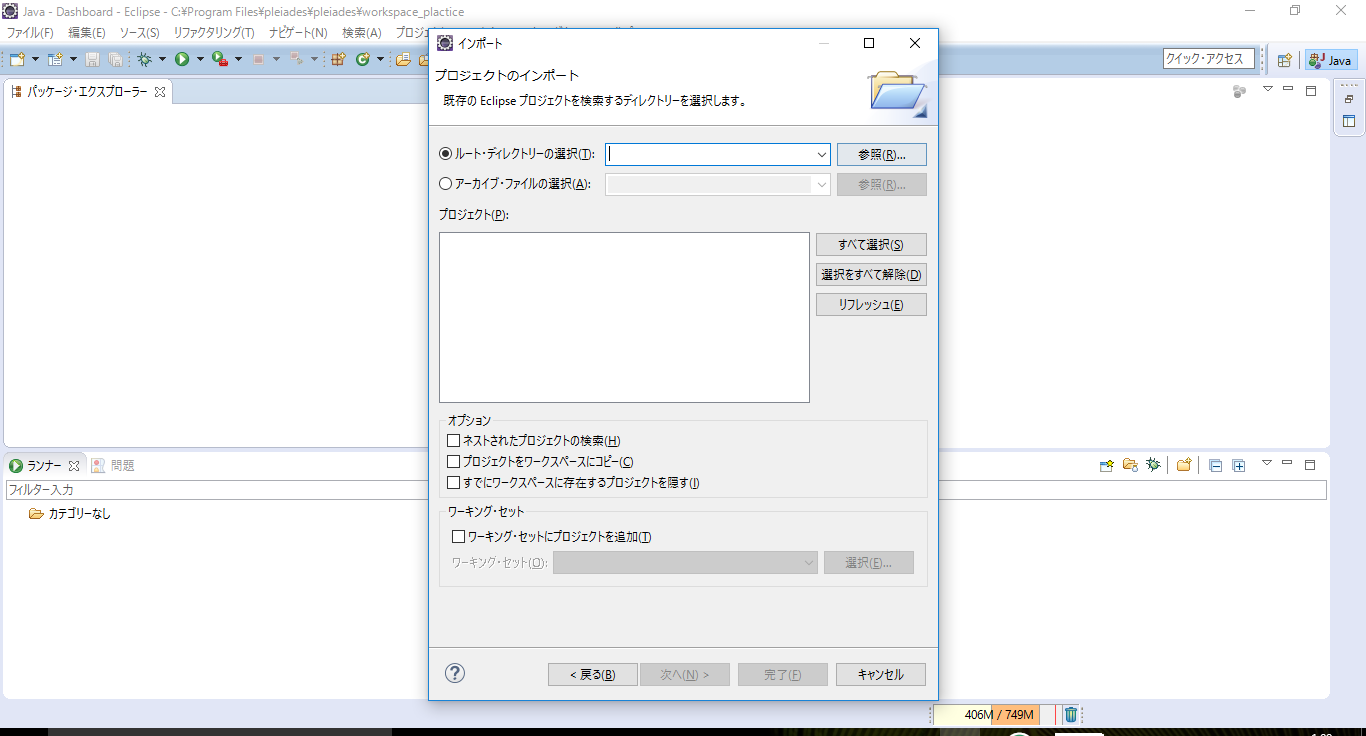 Java - Dashboard - Eclipse - C:¥Program Files¥pleiades¥pleiades¥workspace_plactice
ファイル(F) 編集(E) ソース(S) リファクタリング(T) ナビゲート(N) 検索(A) プロジェ
クイック・アクセス
Java
パッケージ・エクスプローラー
インポート
プロジェクトのインポート
既存の Eclipse プロジェクトを検索するディレクトリーを選択します。
ルート・ディレクトリーの選択(T): 参照(R)...
アーカイブ・ファイルの選択(A): 参照(R)...
プロジェクト(P):
すべて選択(S)
選択をすべて解除(D)
リフレッシュ(E)
オプション
ネストされたプロジェクトの検索(H)
プロジェクトをワークスペースにコピー(C)
すでにワークスペースに存在するプロジェクトを隠す(I)
ワーキング・セット
ワーキング・セットにプロジェクトを追加(T)
ワーキング・セット(O): 選択(E)...
< 戻る(B) 次へ(N) > 完了(F) キャンセル
ランナー 問題
フィルター入力
カテゴリーなし
406M / 749M